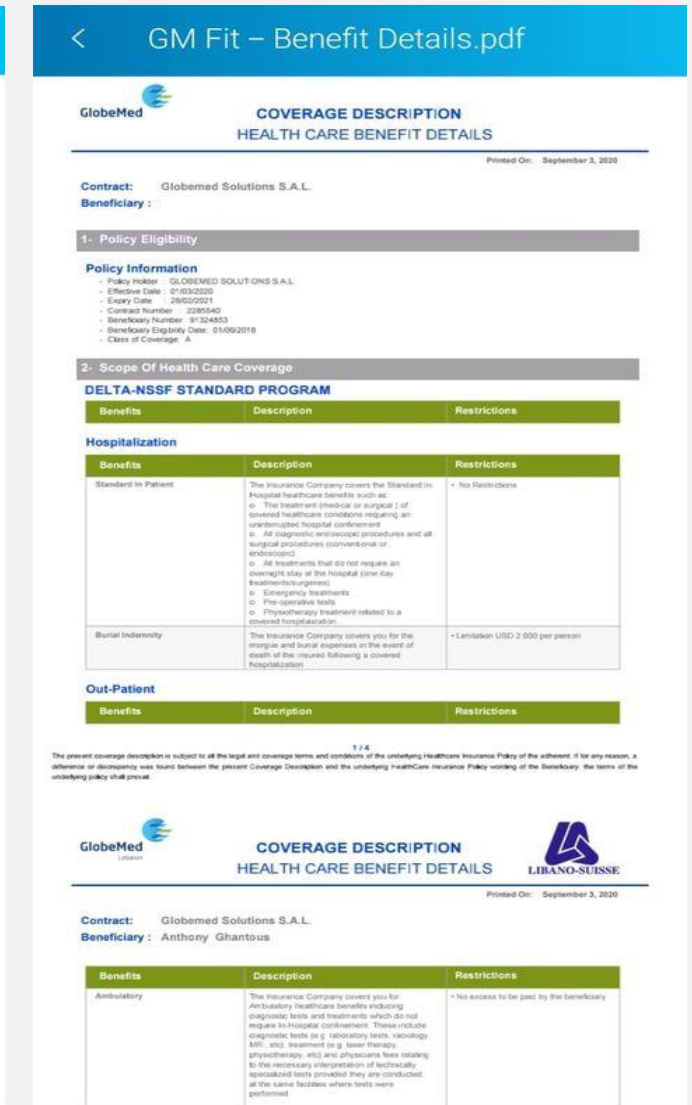 GM Fit – Benefit Details.pdf
GlobeMed
COVERAGE DESCRIPTION
HEALTH CARE BENEFIT DETAILS
Printed On: September 3, 2020
Contract: Globemed Solutions S.A.L.
Beneficiary :
1- Policy Eligibility
Policy Information
- Policy Holder : GLOBEMED SOLUTIONS S.A.L
- Effective Date : 01/03/2020
- Expiry Date : 28/02/2021
- Contract Number : 2285540
- Beneficiary Number: 91324853
- Beneficiary Eligibility Date: 01/06/2018
- Class of Coverage: A
2- Scope Of Health Care Coverage
DELTA-NSSF STANDARD PROGRAM
Benefits Description Restrictions
Hospitalization
Benefits Description Restrictions
Standard In Patient
The Insurance Company covers the Standard in-
Hospital healthcare benefits such as:
o The treatment (medical or surgical ) of
covered healthcare conditions requiring an
uninterrupted hospital confinement
o All diagnostic endoscopic procedures and all
surgical procedures (conventional or
endoscopic)
o All treatments that do not require an
overnight stay at the hospital (one day
treatments/surgeries)
o Emergency treatments
o Pre-operative tests
o Physiotherapy treatment related to a
covered hospitalization
• No Restrictions
Burial Indemnity
The Insurance Company covers you for the
morgue and burial expenses in the event of
death of the insured following a covered
hospitalization
• Limitation USD 2 000 per person
Out-Patient
Benefits Description Restrictions
1 / 4
The present coverage description is subject to all the legal and coverage terms and conditions of the underlying Healthcare Insurance Policy of the adherent. If for any reason, a
difference or discrepancy was found between the present Coverage Description and the underlying HealthCare Insurance Policy wording of the Beneficiary, the terms of the
underlying policy shall prevail.
GlobeMed
Lebanon
COVERAGE DESCRIPTION
HEALTH CARE BENEFIT DETAILS
LIBANO-SUISSE
Printed On: September 3, 2020
Contract: Globemed Solutions S.A.L.
Beneficiary : Anthony Ghantous
Benefits Description Restrictions
Ambulatory
The Insurance Company covers you for
Ambulatory healthcare benefits including
diagnostic tests and treatments which do not
require In-Hospital confinement. These include
diagnostic tests (e.g. laboratory tests, radiology,
MRI, etc), treatment (e.g. laser therapy,
physiotherapy, etc) and physicians fees relating
to the necessary interpretation of technically
specialized tests provided they are conducted
at the same facilities where tests were
performed
• No excess to be paid by the beneficiary